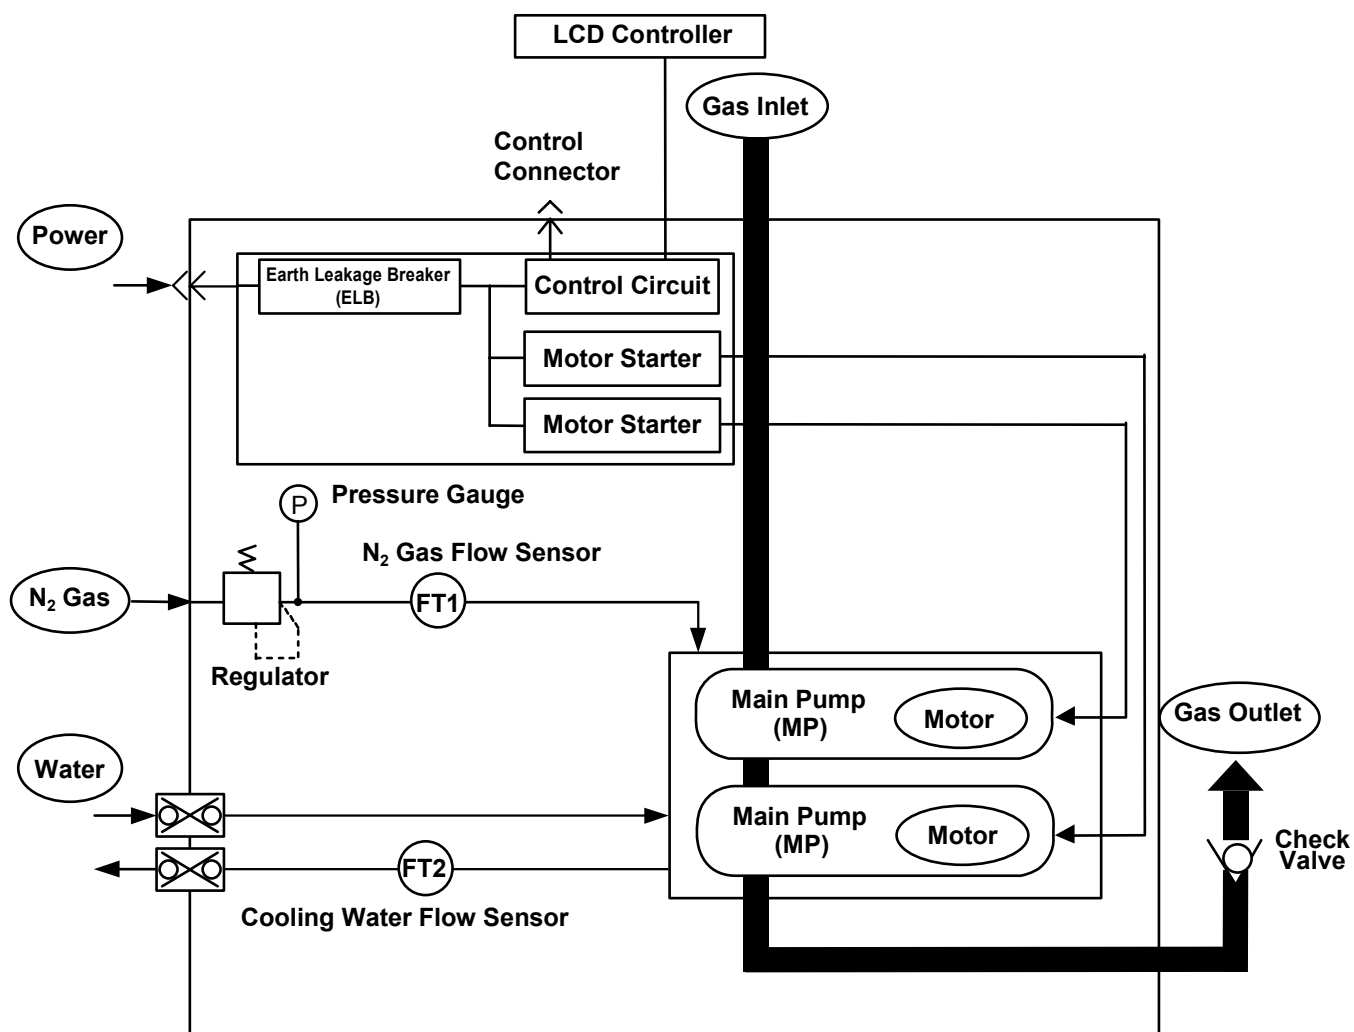 LCD Controller
Gas Inlet
Control
Connector
Power
Earth Leakage Breaker
(ELB)
Control Circuit
Motor Starter
Motor Starter
P
Pressure Gauge
N₂ Gas Flow Sensor
N₂ Gas
FT1
Regulator
Main Pump
(MP)
Motor
Gas Outlet
Water
Main Pump
(MP)
Motor
Check
Valve
FT2
Cooling Water Flow Sensor